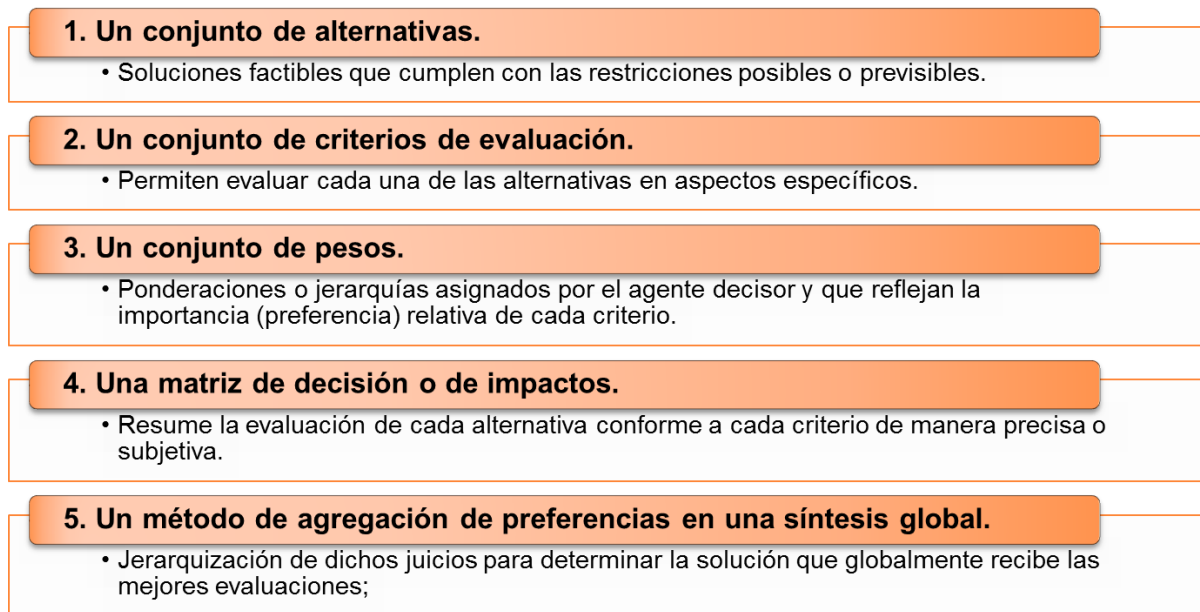 1. Un conjunto de alternativas.
• Soluciones factibles que cumplen con las restricciones posibles o previsibles.
2. Un conjunto de criterios de evaluación.
• Permiten evaluar cada una de las alternativas en aspectos específicos.
3. Un conjunto de pesos.
• Ponderaciones o jerarquías asignados por el agente decisor y que reflejan la
importancia (preferencia) relativa de cada criterio.
4. Una matriz de decisión o de impactos.
• Resume la evaluación de cada alternativa conforme a cada criterio de manera precisa o
subjetiva.
5. Un método de agregación de preferencias en una síntesis global.
• Jerarquización de dichos juicios para determinar la solución que globalmente recibe las
mejores evaluaciones;